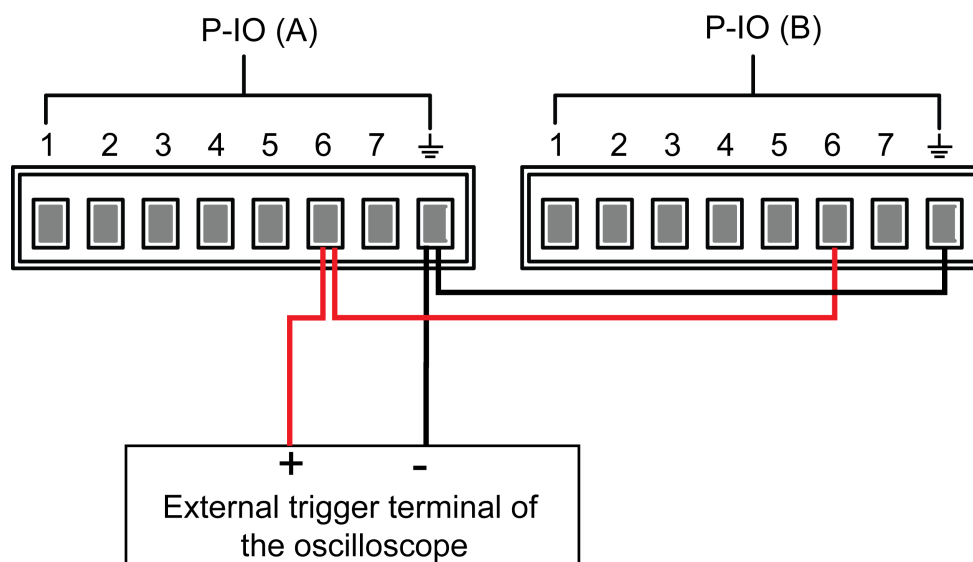 P-IO (A)
P-IO (B)
1 2 3 4 5 6 7
1 2 3 4 5 6 7
+ -
External trigger terminal of
the oscilloscope